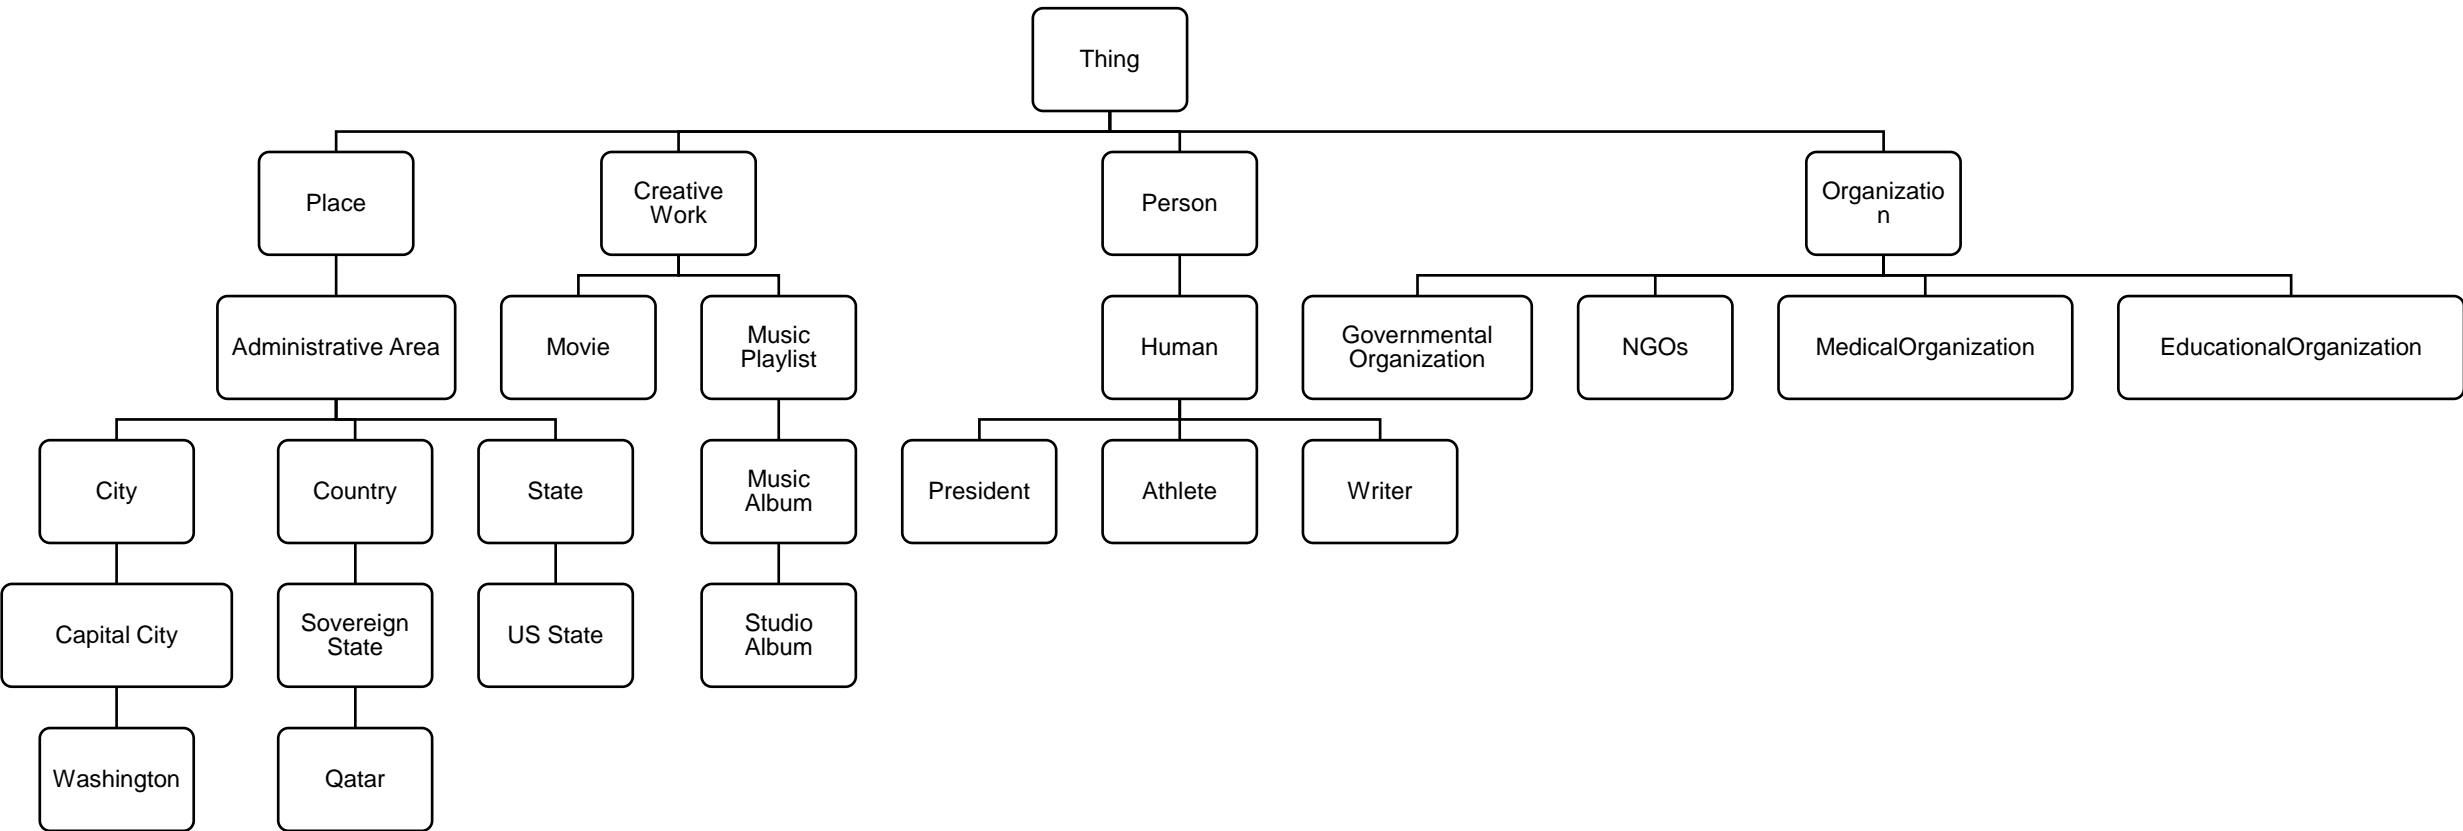 Thing
Place
Creative
Work
Person
Organizatio
n
Administrative Area
Movie
Music
Playlist
Human
Governmental
Organization
NGOs
MedicalOrganization
EducationalOrganization
City
Country
State
Music
Album
President
Athlete
Writer
Capital City
Sovereign
State
US State
Studio
Album
Washington
Qatar